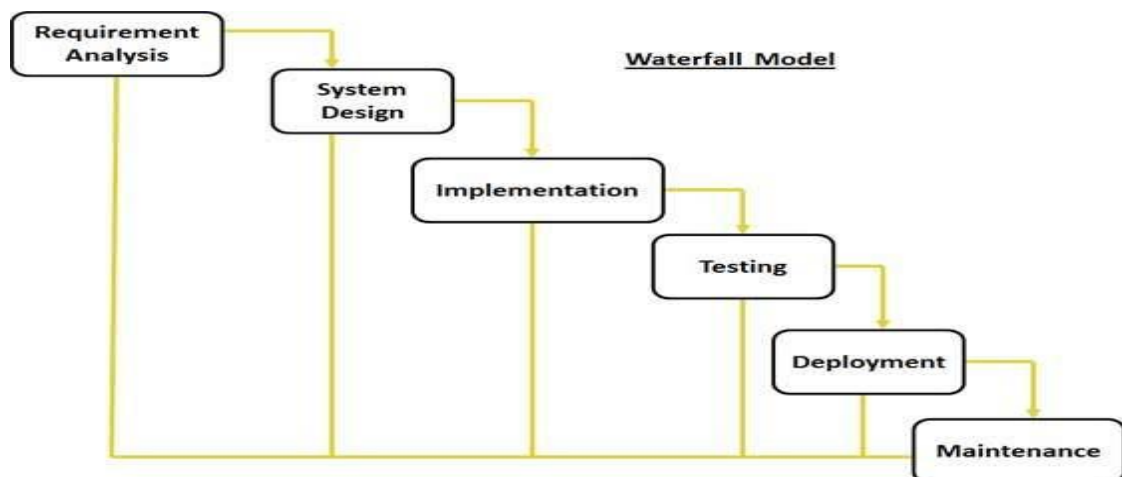 Requirement
Analysis
Waterfall Model
System
Design
Implementation
Testing
Deployment
Maintenance